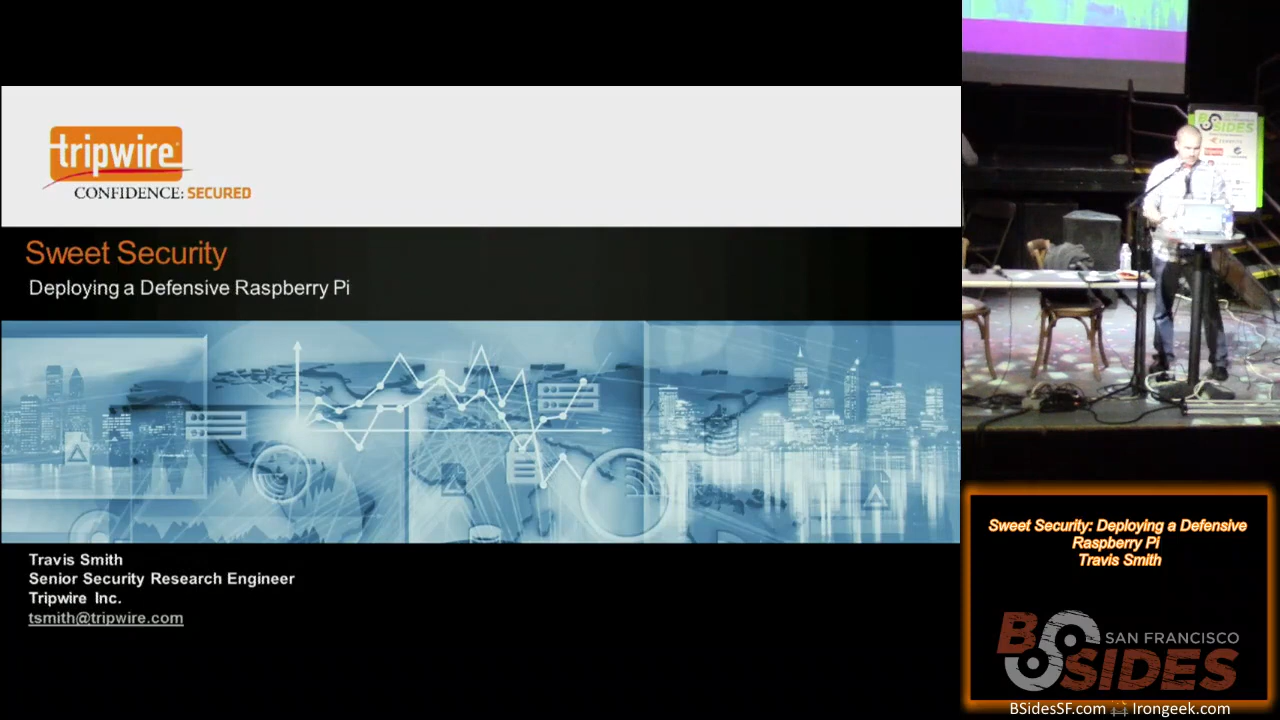 tripwire
CONFIDENCE: SECURED
Sweet Security
Deploying a Defensive Raspberry Pi
Travis Smith
Senior Security Research Engineer
Tripwire Inc.
tsmith@tripwire.com
BSIDES
Sweet Security: Deploying a Defensive
Raspberry Pi
Travis Smith
BSIDES
SAN FRANCISCO
BSidesSF.com Irongeek.com